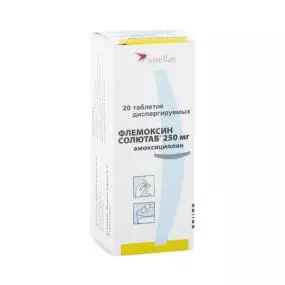 astellas
20 таблеток
диспергируемых
ФЛЕМОКСИН
СОЛЮТАБ® 250 мг
амоксициллин